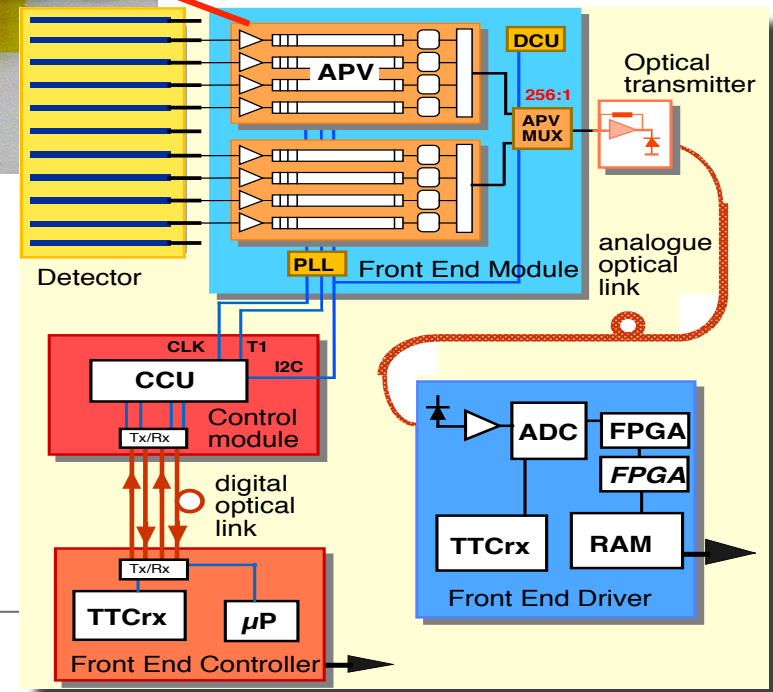 DCU
APV
256:1
APV
MUX
Optical
transmitter
PLL
Front End Module
Detector
analogue
optical
link
CLK
T1
I2C
CCU
Control
module
Tx/Rx
digital
optical
link
Tx/Rx
TTCrx
µP
Front End Controller
ADC
FPGA
FPGA
TTCrx
RAM
Front End Driver